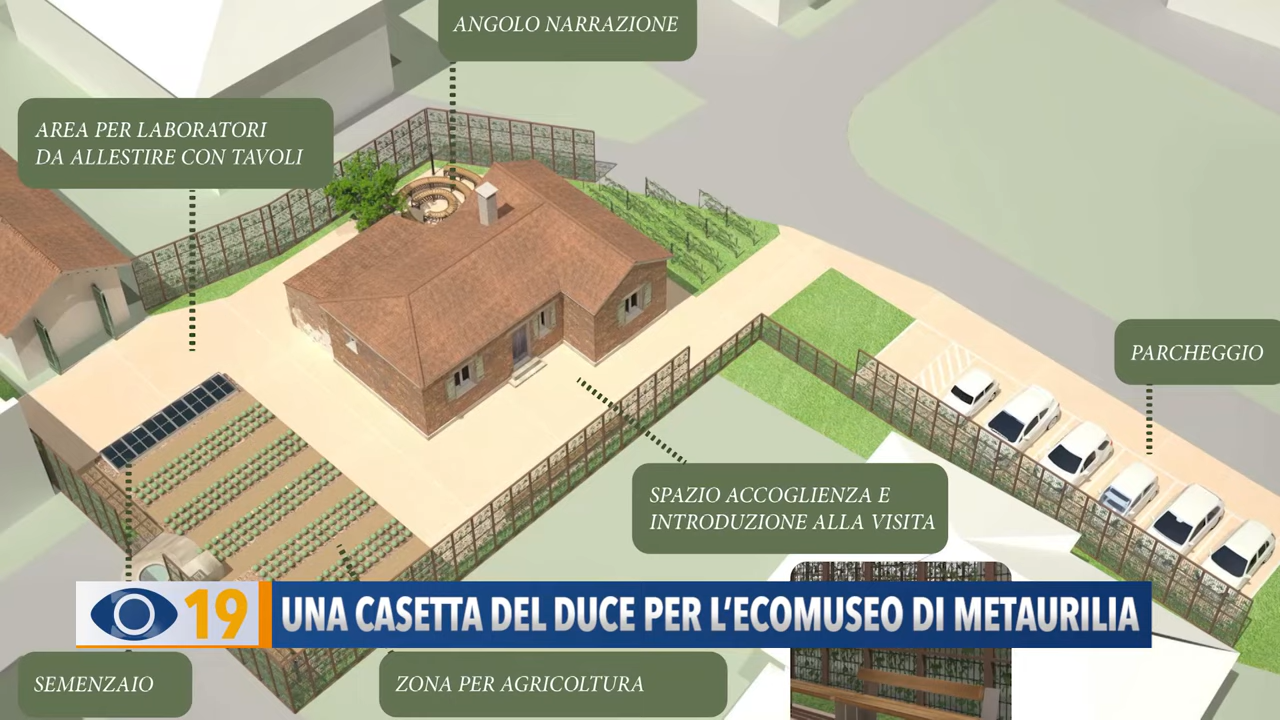 ANGOLO NARRAZIONE
AREA PER LABORATORI
DA ALLESTIRE CON TAVOLI
PARCHEGGIO
SPAZIO ACCOGLIENZA E
INTRODUZIONE ALLA VISITA
19 UNA CASETTA DEL DUCE PER L'ECOMUSEO DI METAURILIA
SEMENZAIO
ZONA PER AGRICOLTURA